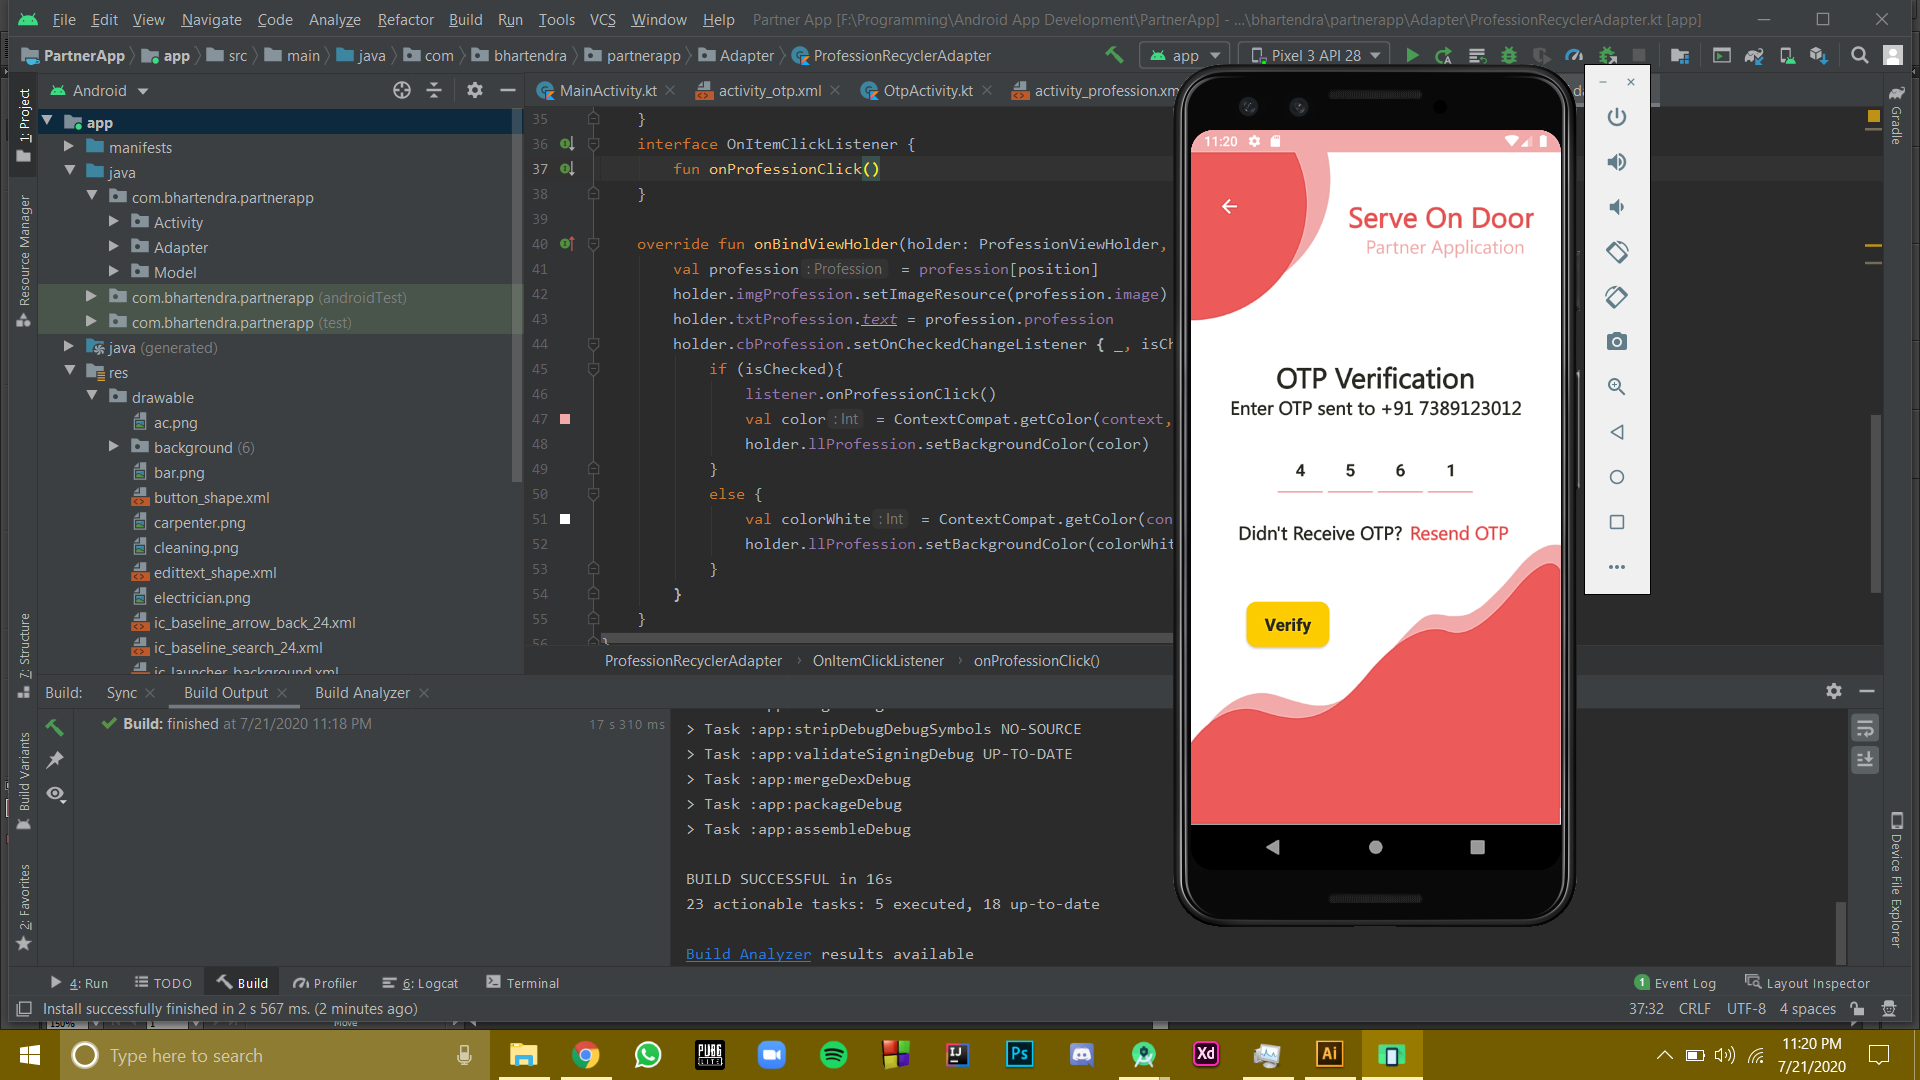 File Edit View Navigate Code Analyze Refactor Build Run Tools VCS Window Help Partner App [F:\Programming\Android App Development\PartnerApp] - ...\bhartendra\partnerapp\Adapter\ProfessionRecyclerAdapter.kt [app]
PartnerApp app src main java com bhartendra partnerapp Adapter ProfessionRecyclerAdapter app Pixel 3 API 28
Android MainActivity.kt activity_otp.xml OtpActivity.kt activity_profession.xm
1: Project
Resource Manager
7: Structure
Build Variants
2: Favorites
app
manifests
java
com.bhartendra.partnerapp
Activity
Adapter
Model
com.bhartendra.partnerapp (androidTest)
com.bhartendra.partnerapp (test)
java (generated)
res
drawable
ac.png
background (6)
bar.png
button_shape.xml
carpenter.png
cleaning.png
edittext_shape.xml
electrician.png
ic_baseline_arrow_back_24.xml
ic_baseline_search_24.xml
ic_launcher_background.xml
35 }
36 interface OnItemClickListener {
37 fun onProfessionClick()
38 }
39
40 override fun onBindViewHolder(holder: ProfessionViewHolder,
41 val profession : Profession = profession[position]
42 holder.imgProfession.setImageResource(profession.image)
43 holder.txtProfession.text = profession.profession
44 holder.cbProfession.setOnCheckedChangeListener { _, isCh
45 if (isChecked){
46 listener.onProfessionClick()
47 val color : Int = ContextCompat.getColor(context,
48 holder.llProfession.setBackgroundColor(color)
49 }
50 else {
51 val colorWhite : Int = ContextCompat.getColor(con
52 holder.llProfession.setBackgroundColor(colorWhit
53 }
54 }
55 }
56 }
ProfessionRecyclerAdapter › OnItemClickListener › onProfessionClick()
11:20
Serve On Door
Partner Application
OTP Verification
Enter OTP sent to +91 7389123012
4 5 6 1
Didn't Receive OTP? Resend OTP
Verify
Gradle
Device File Explorer
Build: Sync Build Output Build Analyzer
Build: finished at 7/21/2020 11:18 PM 17 s 310 ms
> Task :app:stripDebugDebugSymbols NO-SOURCE
> Task :app:validateSigningDebug UP-TO-DATE
> Task :app:mergeDexDebug
> Task :app:packageDebug
> Task :app:assembleDebug
BUILD SUCCESSFUL in 16s
23 actionable tasks: 5 executed, 18 up-to-date
Build Analyzer results available
4: Run TODO Build Profiler 6: Logcat Terminal 1 Event Log Layout Inspector
Install successfully finished in 2 s 567 ms. (2 minutes ago) 37:32 CRLF UTF-8 4 spaces
150% 1 Move
Type here to search PUBG LITE IJ Ps Xd Ai 11:20 PM
7/21/2020